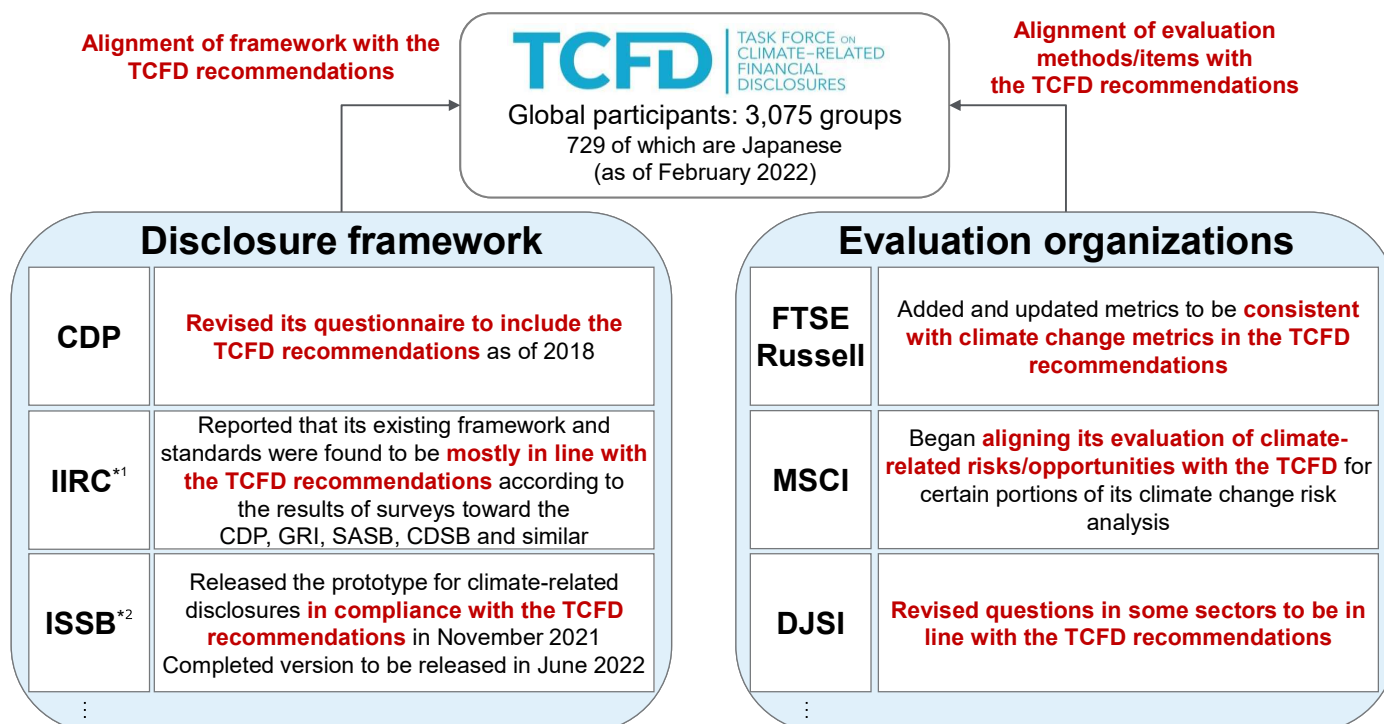 Alignment of framework with the
TCFD recommendations
TCFD
TASK FORCE ON
CLIMATE-RELATED
FINANCIAL
DISCLOSURES
Global participants: 3,075 groups
729 of which are Japanese
(as of February 2022)
Alignment of evaluation
methods/items with
the TCFD recommendations
Disclosure framework
CDP
Revised its questionnaire to include the
TCFD recommendations as of 2018
IIRC*1
Reported that its existing framework and
standards were found to be mostly in line with
the TCFD recommendations according to
the results of surveys toward the
CDP, GRI, SASB, CDSB and similar
ISSB*2
Released the prototype for climate-related
disclosures in compliance with the TCFD
recommendations in November 2021
Completed version to be released in June 2022
⋮
Evaluation organizations
FTSE
Russell
Added and updated metrics to be consistent
with climate change metrics in the TCFD
recommendations
MSCI
Began aligning its evaluation of climate-
related risks/opportunities with the TCFD for
certain portions of its climate change risk
analysis
DJSI
Revised questions in some sectors to be in
line with the TCFD recommendations
⋮